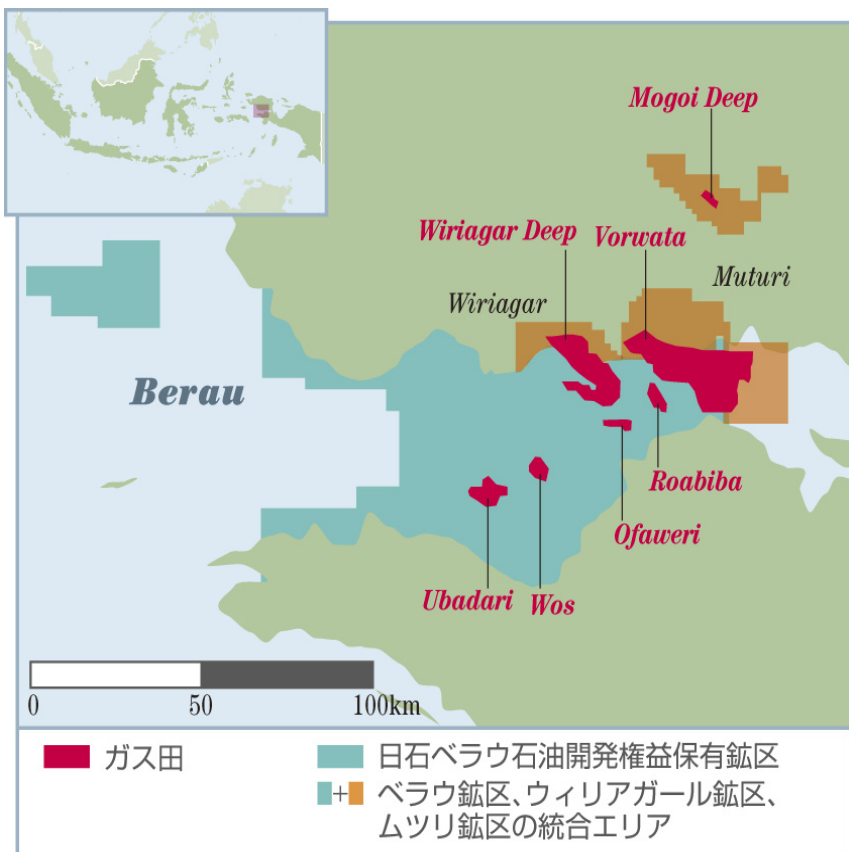 Mogoi Deep
Wiriagar Deep
Vorwata
Muturi
Wiriagar
Berau
Roabiba
Ofaweri
Ubadari
Wos
0
50
100km
ガス田
日石ベラウ石油開発権益保有鉱区
+
ベラウ鉱区、ウィリアガール鉱区、
ムツリ鉱区の統合エリア